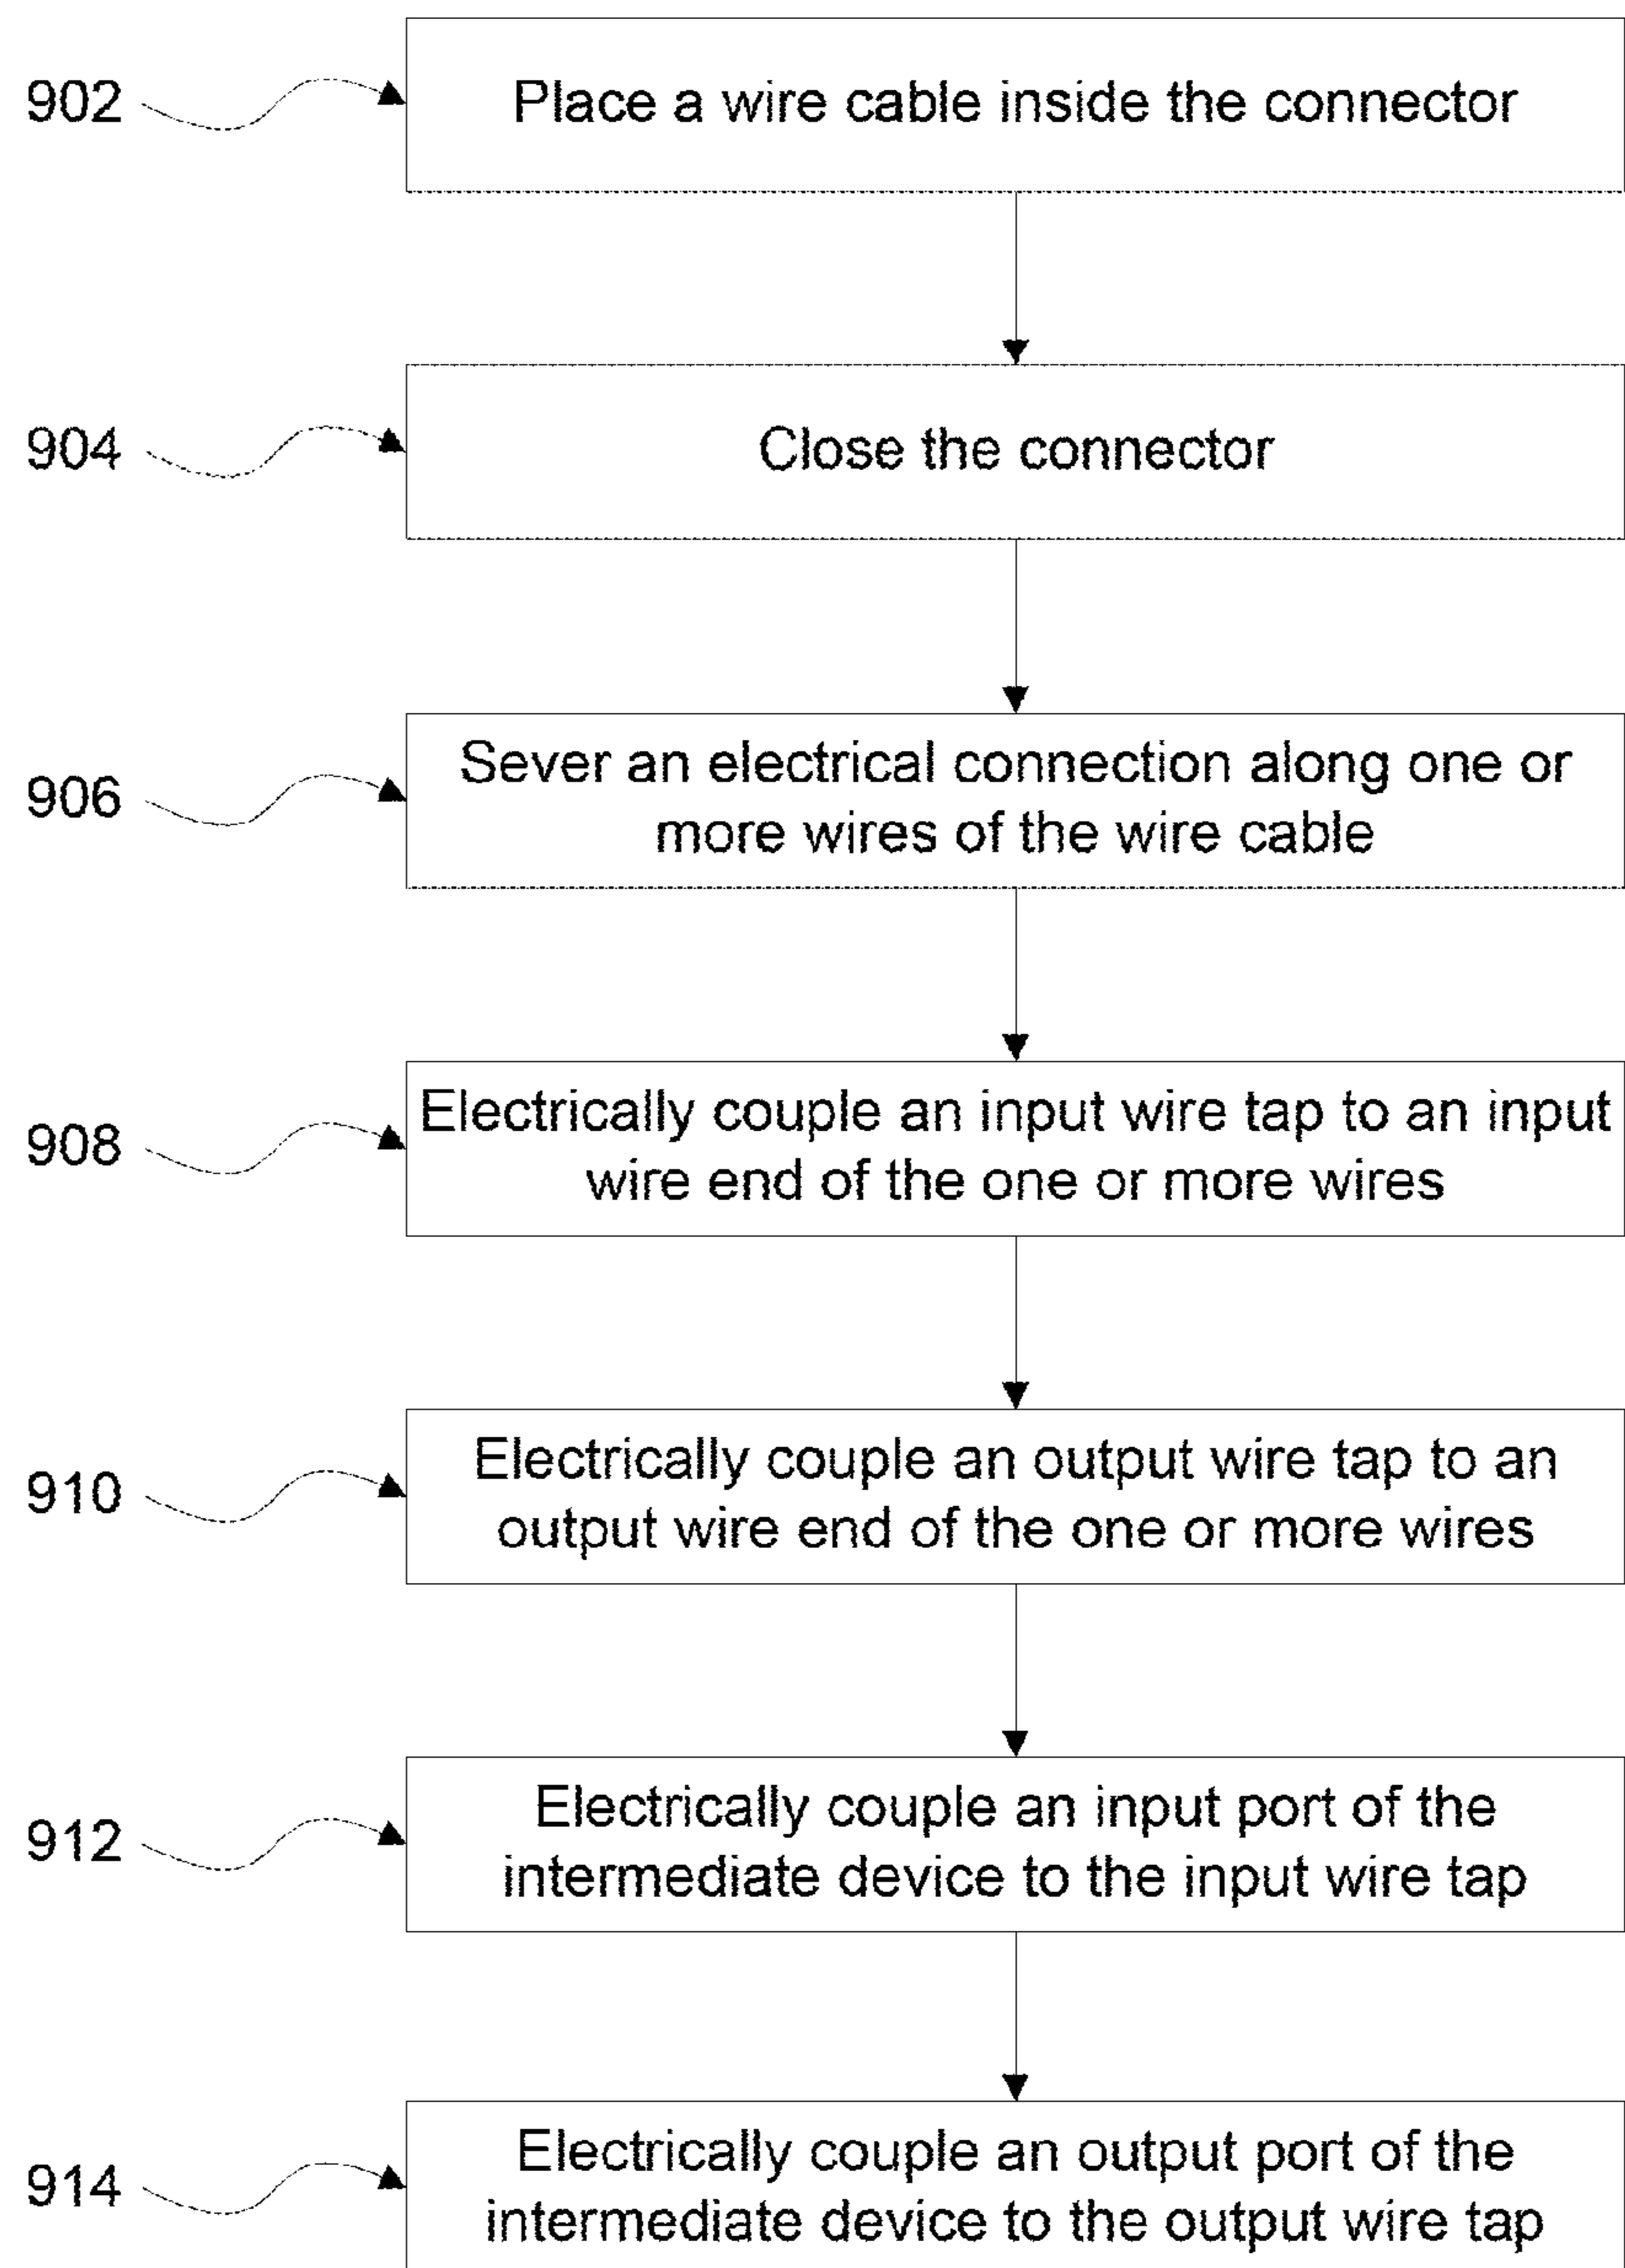 902
Place a wire cable inside the connector
904
Close the connector
906
Sever an electrical connection along one or
more wires of the wire cable
908
Electrically couple an input wire tap to an input
wire end of the one or more wires
910
Electrically couple an output wire tap to an
output wire end of the one or more wires
912
Electrically couple an input port of the
intermediate device to the input wire tap
914
Electrically couple an output port of the
intermediate device to the output wire tap